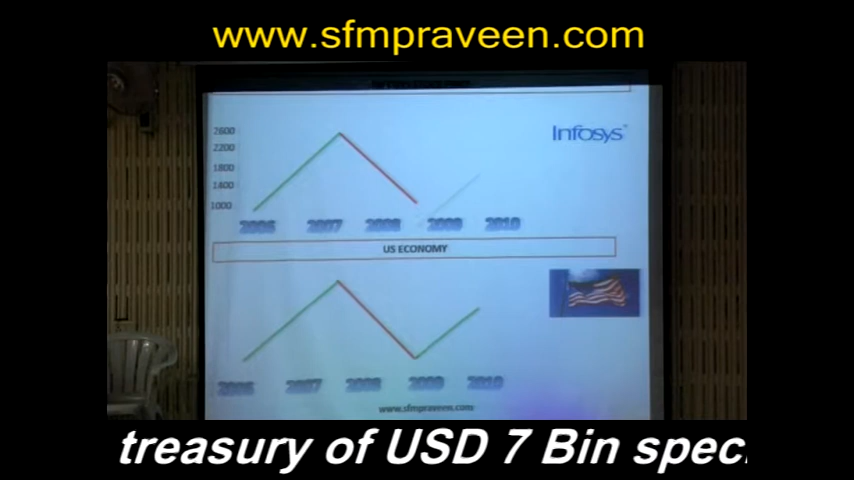 www.sfmpraveen.com
2600
Infosys
2200
1800
1400
1000
2006 2007 2008 2009 2010
US ECONOMY
2006 2007 2008 2009 2010
www.sfmpraveen.com
treasury of USD 7 Bin spec